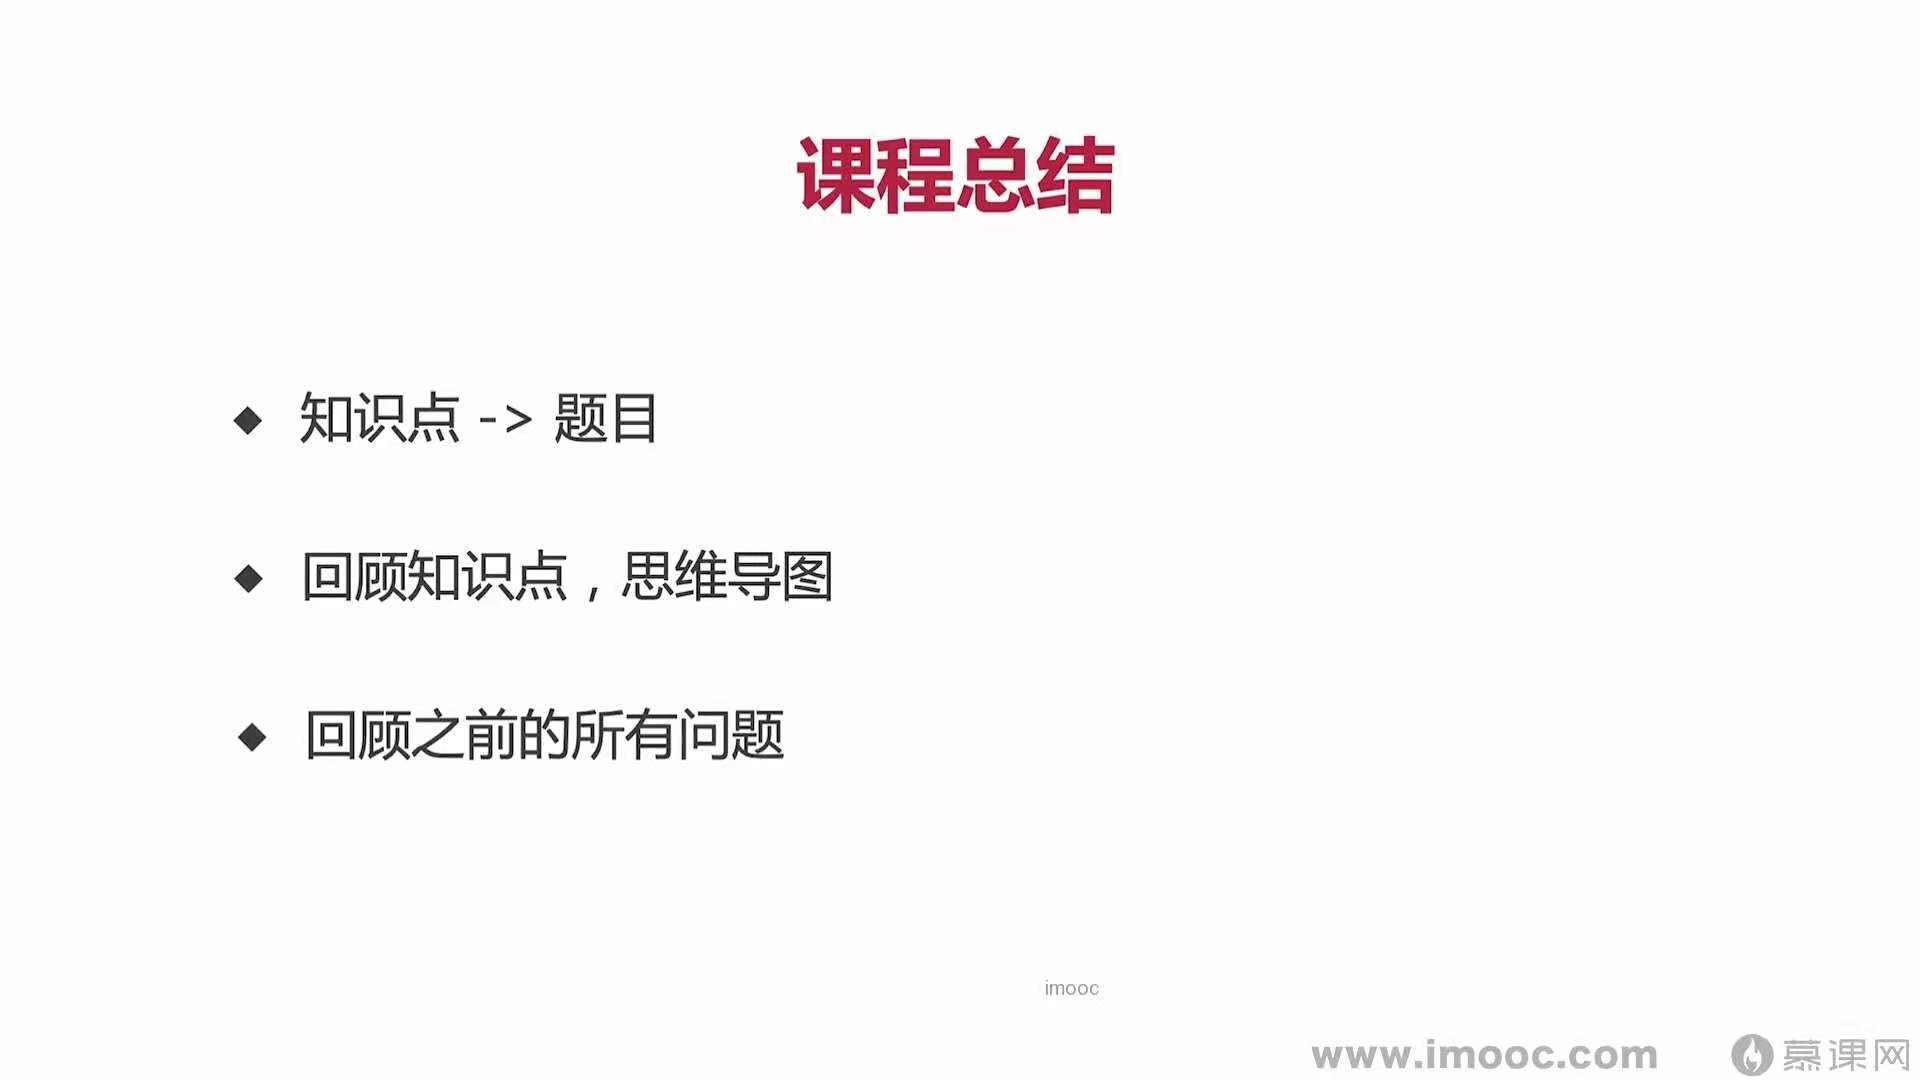 课程总结
◆ 知识点 -> 题目
◆ 回顾知识点，思维导图
◆ 回顾之前的所有问题
imooc
www.imooc.com 慕课网